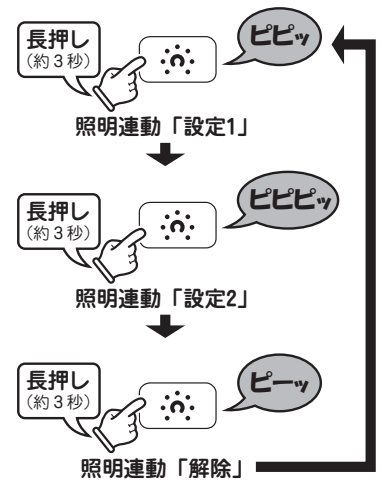 長押し
(約3秒)
ピピッ
照明連動「設定1」
長押し
(約3秒)
ピピピッ
照明連動「設定2」
長押し
(約3秒)
ピーッ
照明連動「解除」